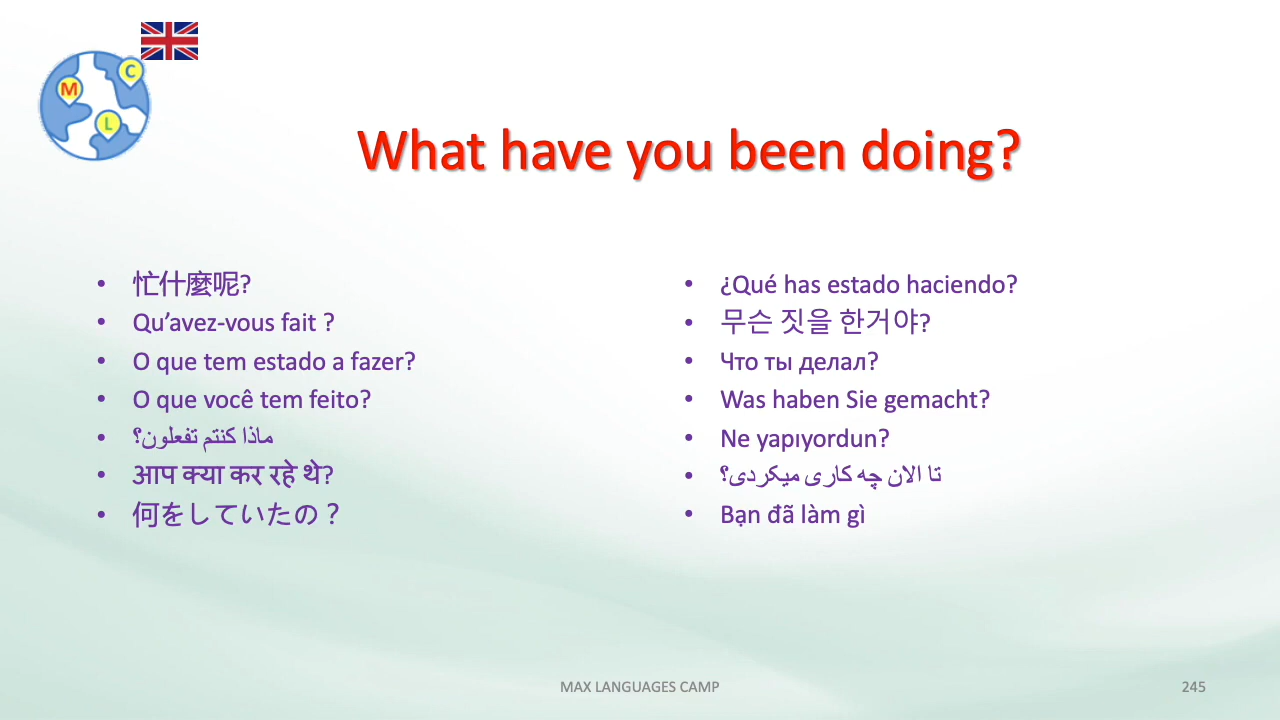 M
C
L
What have you been doing?
忙什麼呢?
Qu’avez-vous fait ?
O que tem estado a fazer?
O que você tem feito?
ماذا كنتم تفعلون؟
आप क्या कर रहे थे?
何をしていたの？
¿Qué has estado haciendo?
무슨 짓을 한거야?
Что ты делал?
Was haben Sie gemacht?
Ne yapıyordun?
تا الان چه کاری میکردی؟
Bạn đã làm gì
MAX LANGUAGES CAMP
245